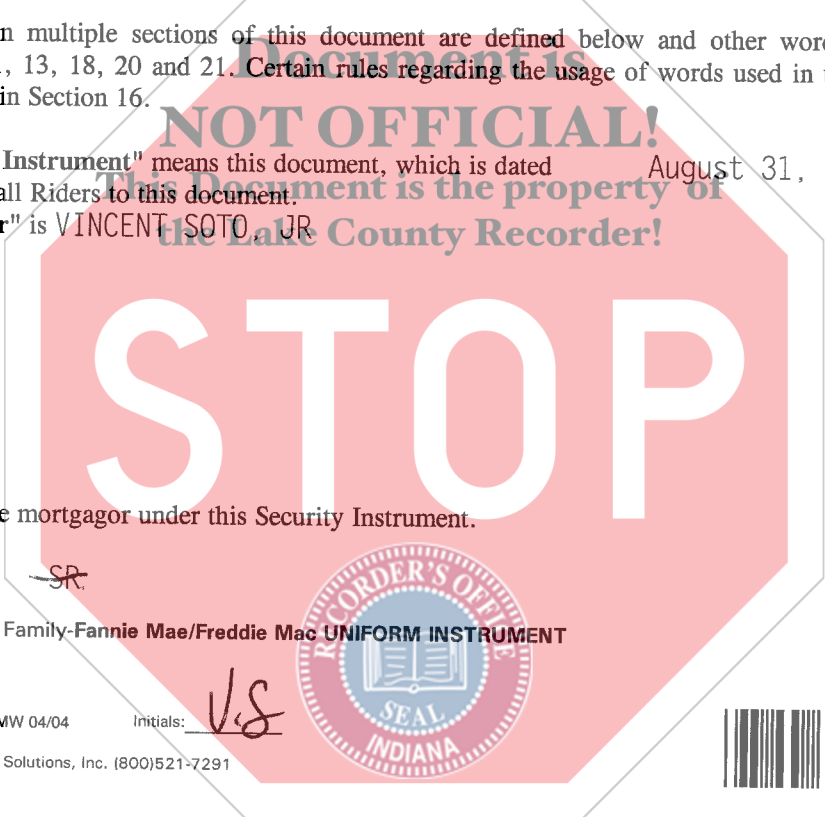 n multiple sections of this document are defined below and other wor
, 13, 18, 20 and 21. Certain rules regarding the usage of words used in
in Section 16.
Document is
NOT OFFICIAL!
This Document is the property of
the Lake County Recorder!
Instrument" means this document, which is dated August 31,
all Riders to this document.
r" is VINCENT SOTO, JR
STOP
e mortgagor under this Security Instrument.
SR.
Family-Fannie Mae/Freddie Mac UNIFORM INSTRUMENT
RECORDER'S OFFICE
SEAL
INDIANA
MW 04/04 Initials: V.S
Solutions, Inc. (800)521-7291